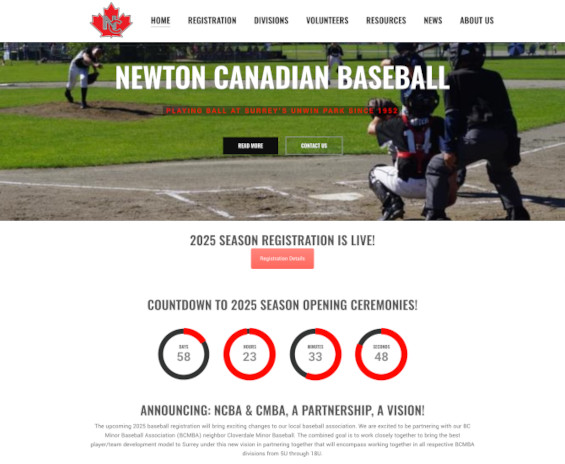 NC
HOME REGISTRATION DIVISIONS VOLUNTEERS RESOURCES NEWS ABOUT US
NEWTON CANADIAN BASEBALL
PLAYING BALL AT SURREY'S UNWIN PARK SINCE 1952
READ MORE CONTACT US
2025 SEASON REGISTRATION IS LIVE!
Registration Details
COUNTDOWN TO 2025 SEASON OPENING CEREMONIES!
DAYS HOURS MINUTES SECONDS
58 23 33 48
ANNOUNCING: NCBA & CMBA, A PARTNERSHIP, A VISION!
The upcoming 2025 baseball registration will bring exciting changes to our local baseball association. We are excited to be partnering with our BC
Minor Baseball Association (BCMBA) neighbor Cloverdale Minor Baseball. The combined goal is to work closely together to bring the best
player/team development model to Surrey under this new vision in partnership together that will encompass working together in all respective BCMBA
divisions from 5U through 18U.